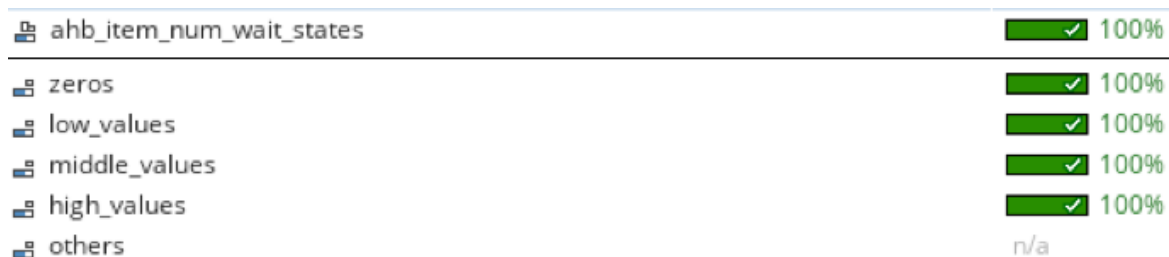 ahb_item_num_wait_states 100%
zeros 100%
low_values 100%
middle_values 100%
high_values 100%
others n/a